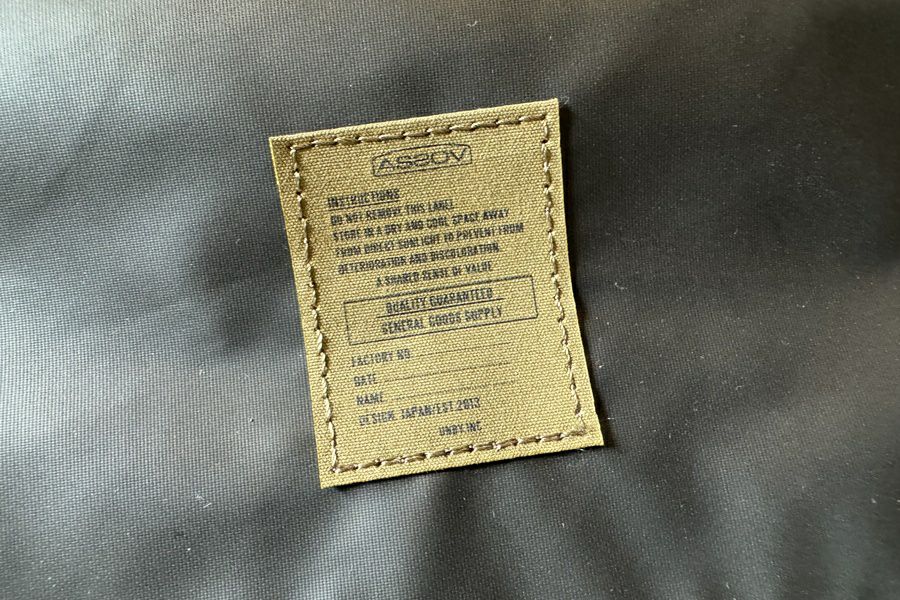 ASSOV
INSTRUCTIONS
DO NOT REMOVE THIS LABEL
STORE IN A DRY AND COOL SPACE AWAY
FROM DIRECT SUNLIGHT TO PREVENT FROM
DETERIORATION AND DISCOLORATION.
A SHARED SENSE OF VALUE
QUALITY GUARANTEED
GENERAL GOODS SUPPLY
FACTORY NO.
DATE
NAME
DESIGN. JAPAN/EST.2013
UNBY.INC